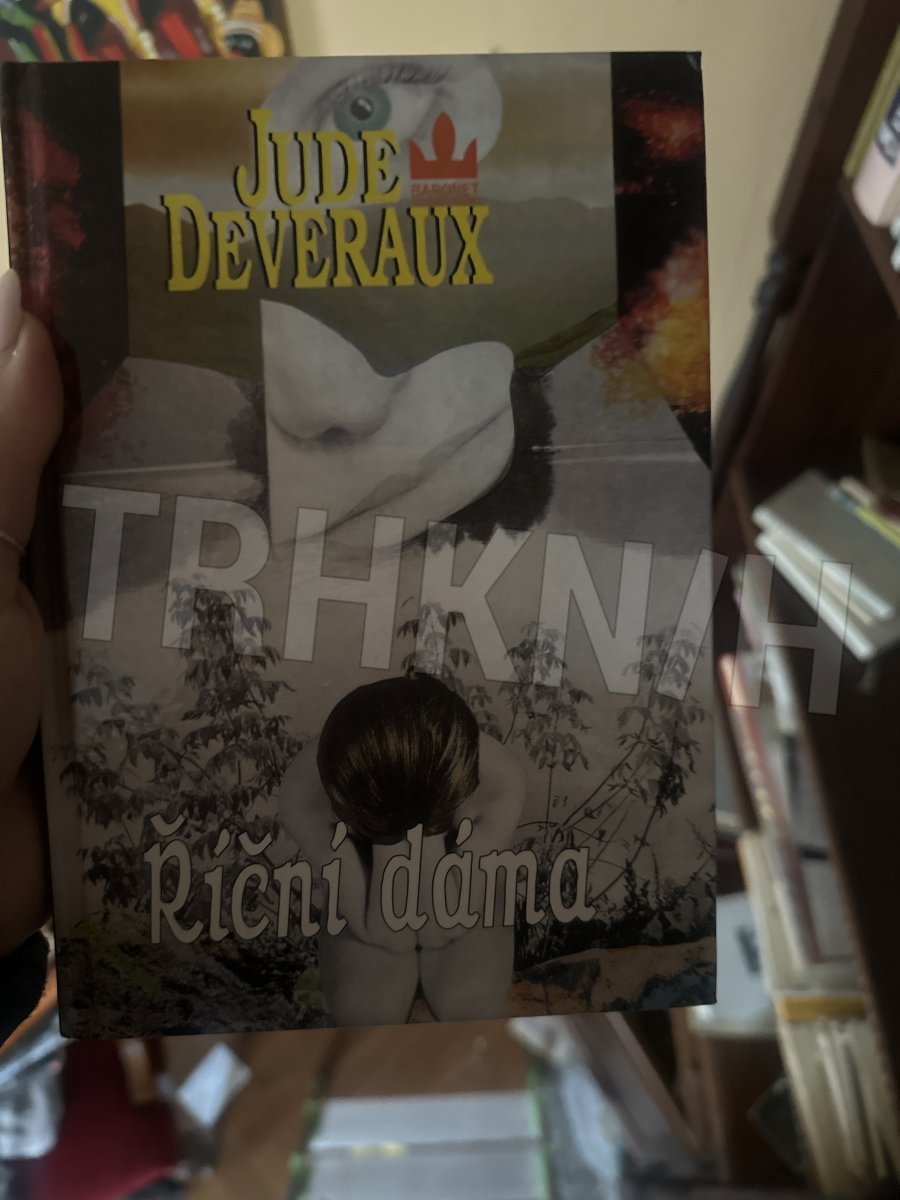 JUDE
BARONET
DEVERAUX
TRHKNIH
Říční dáma